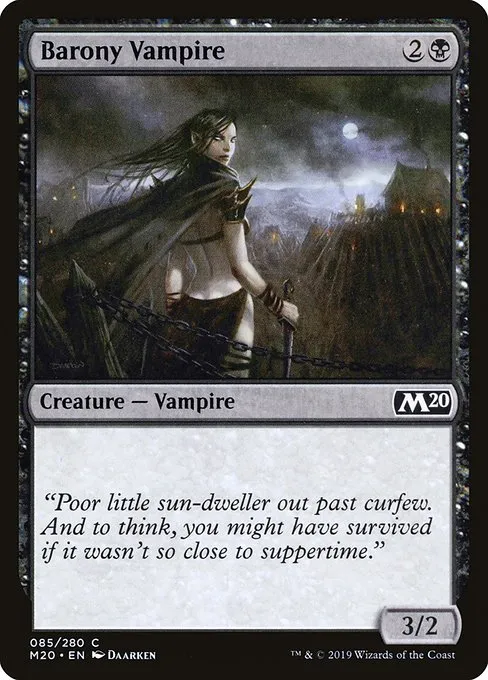 Barony Vampire 2
Creature — Vampire M20
“Poor little sun-dweller out past curfew.
And to think, you might have survived
if it wasn’t so close to suppertime.”
3/2
085/280 C
M20 • EN DAARKEN ™ & © 2019 Wizards of the Coast